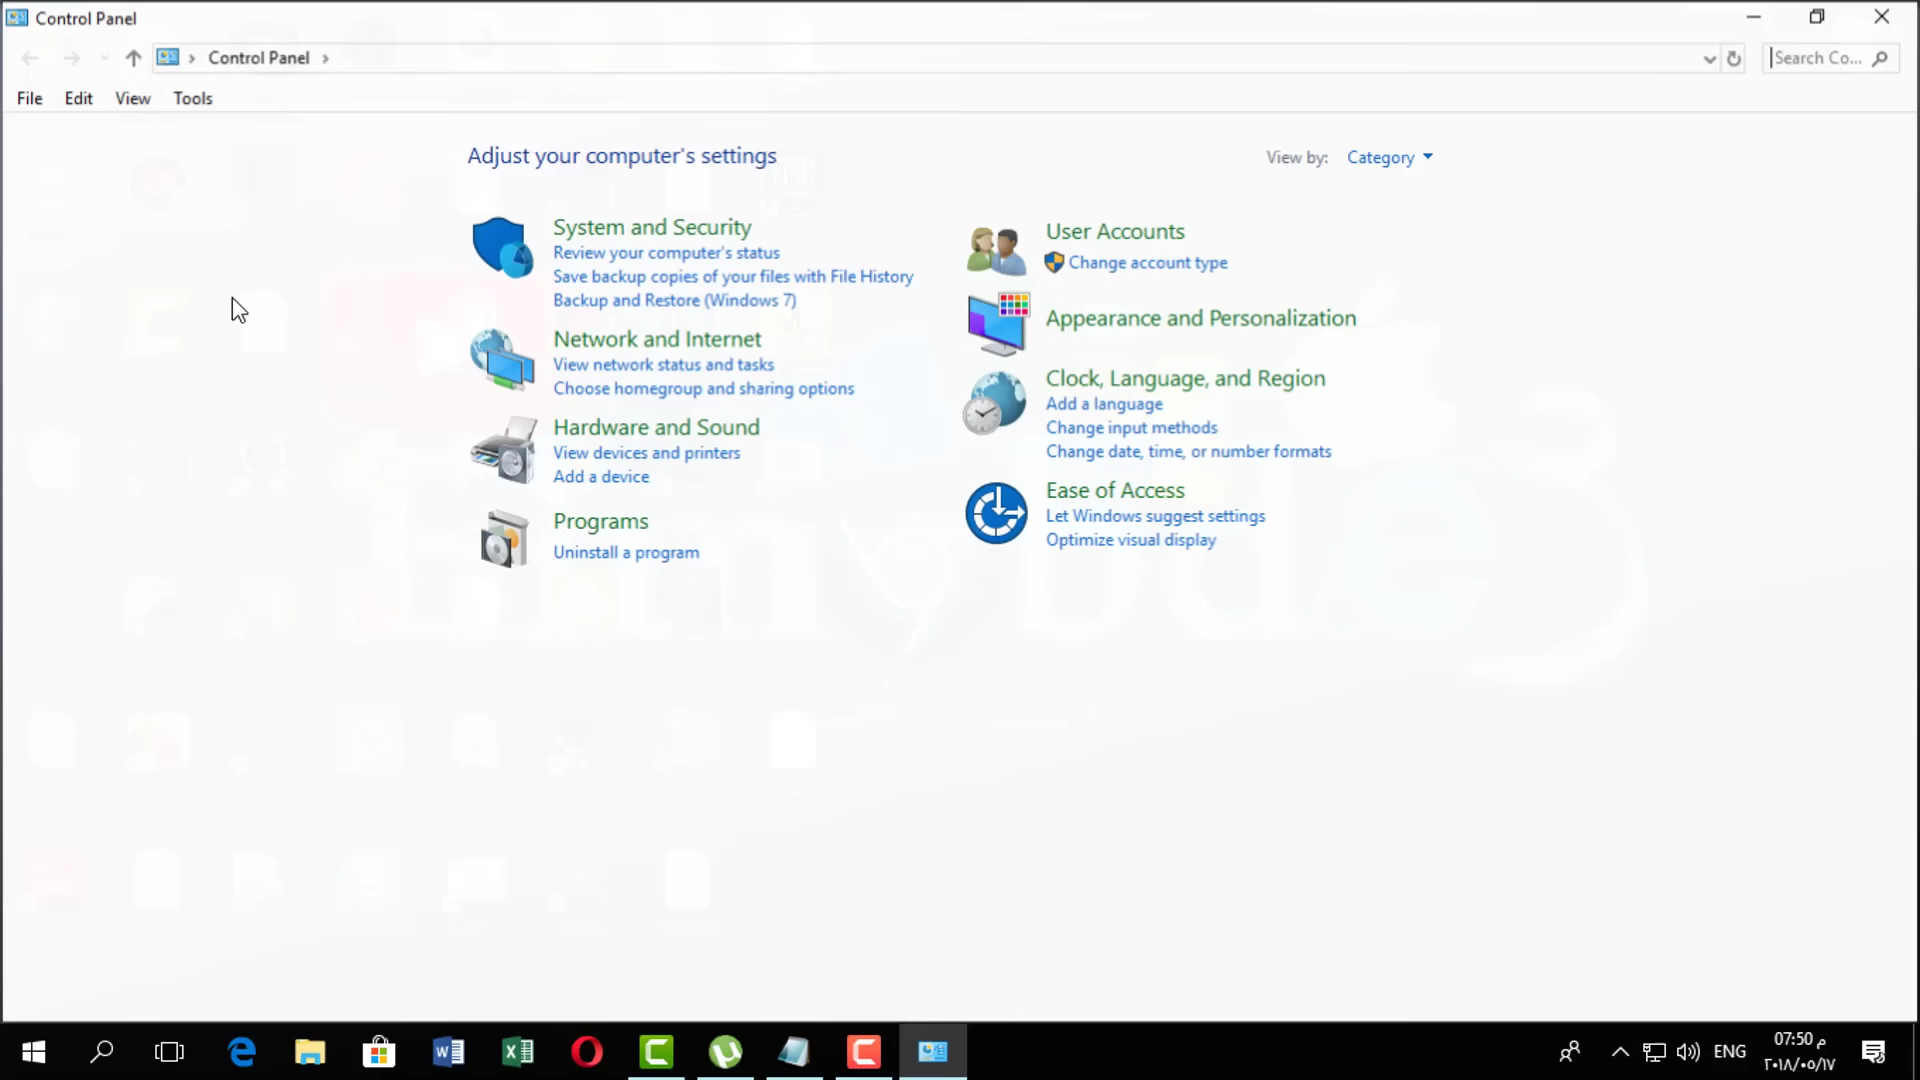 Control Panel
Control Panel
Search Co...
File Edit View Tools
Adjust your computer's settings
View by: Category
System and Security
Review your computer's status
Save backup copies of your files with File History
Backup and Restore (Windows 7)
Network and Internet
View network status and tasks
Choose homegroup and sharing options
Hardware and Sound
View devices and printers
Add a device
Programs
Uninstall a program
User Accounts
Change account type
Appearance and Personalization
Clock, Language, and Region
Add a language
Change input methods
Change date, time, or number formats
Ease of Access
Let Windows suggest settings
Optimize visual display
ENG
07:50 م
٢٠١٨/٠٥/١٧